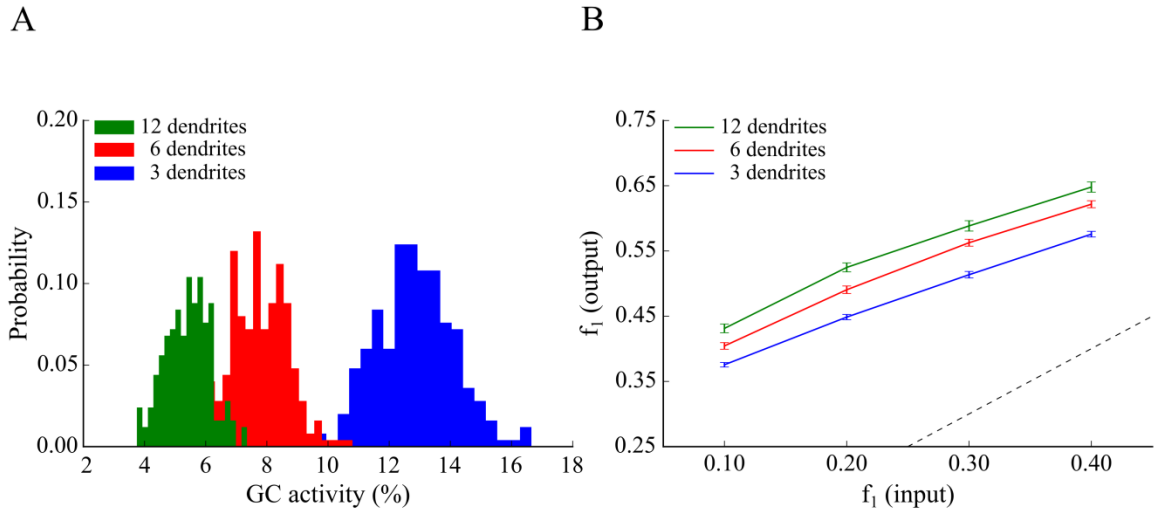 A
B
0.20
0.15
0.10
0.05
0.00
Probability
12 dendrites
6 dendrites
3 dendrites
2 4 6 8 10 12 14 16 18
GC activity (%)
0.75
0.65
0.55
0.45
0.35
0.25
f₁ (output)
12 dendrites
6 dendrites
3 dendrites
0.10 0.20 0.30 0.40
f₁ (input)